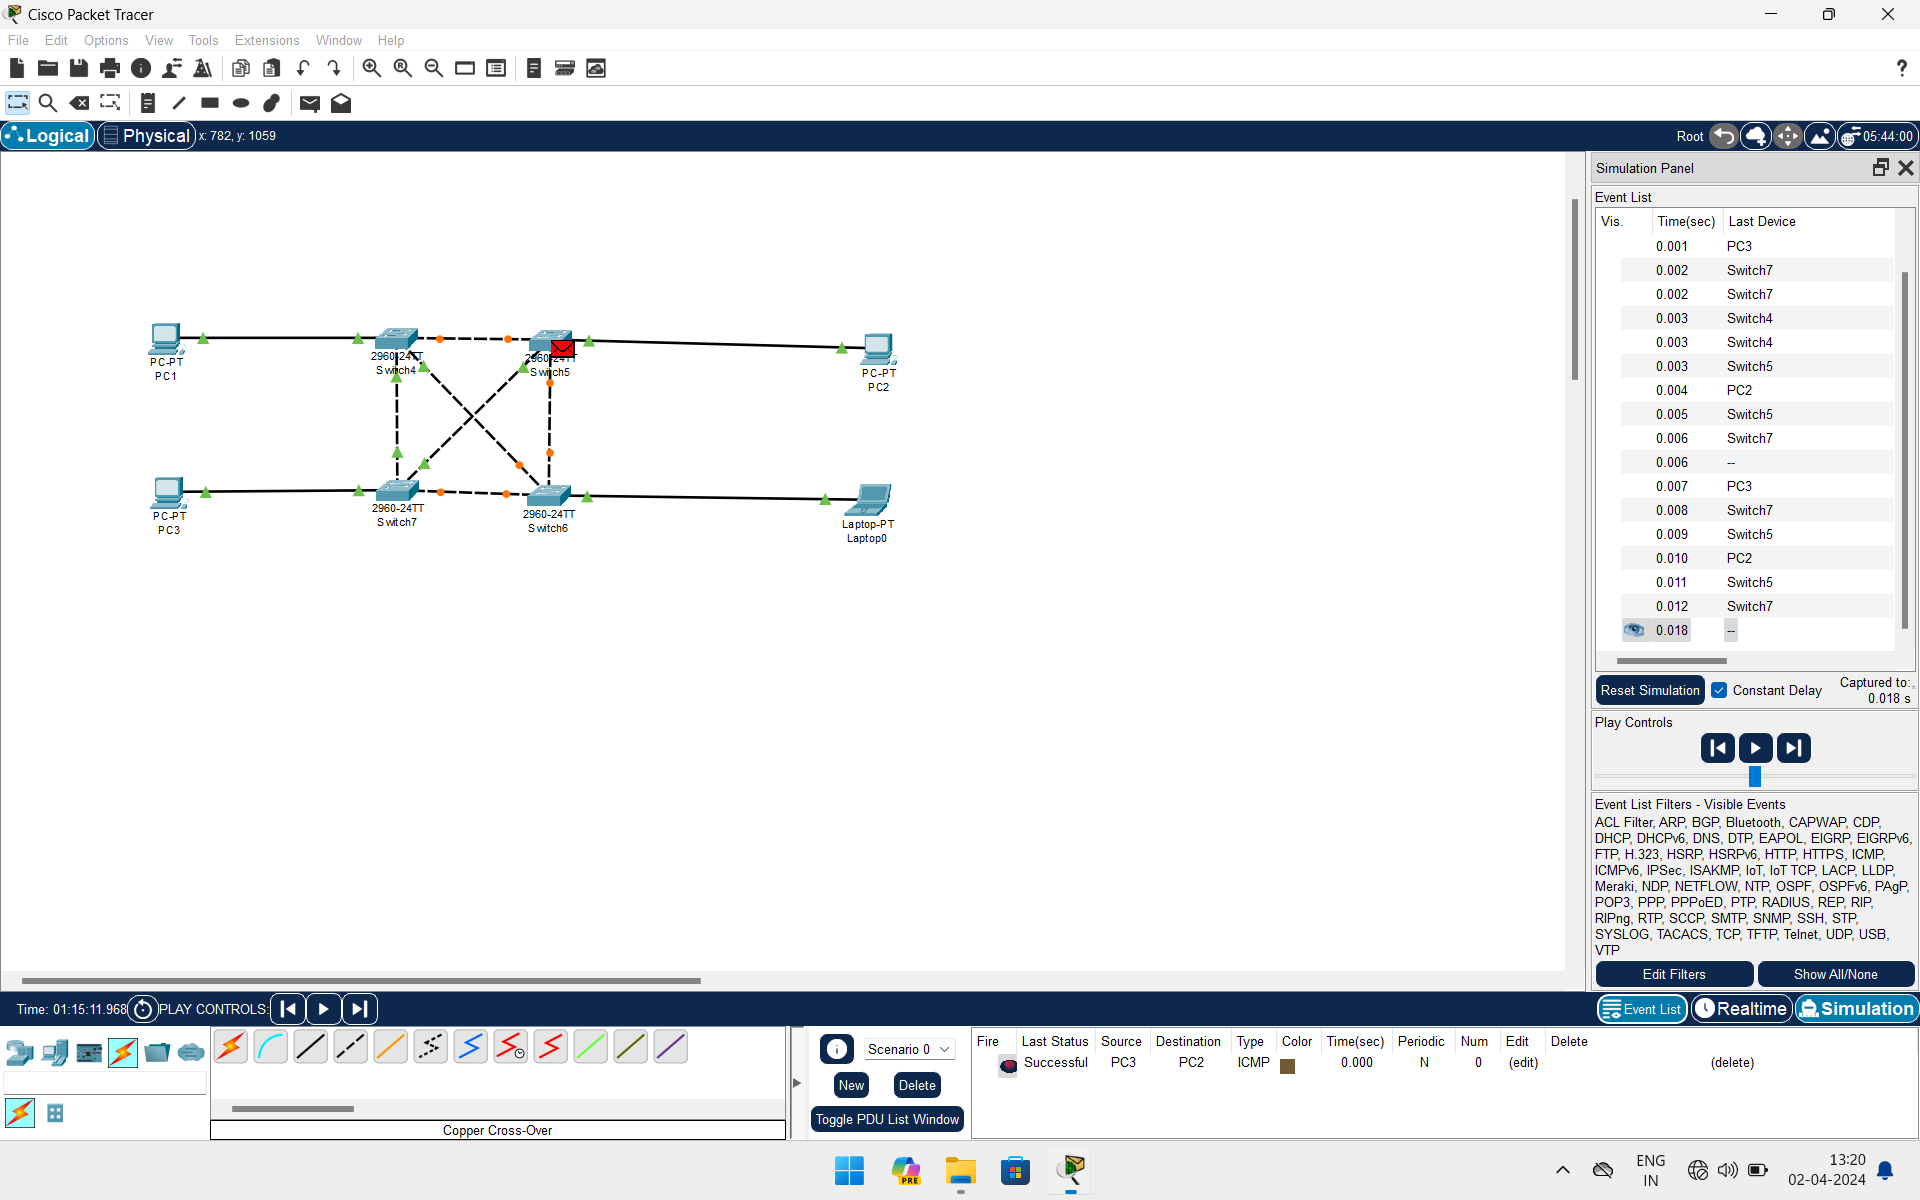 Cisco Packet Tracer
File Edit Options View Tools Extensions Window Help
?
Logical Physical x: 782, y: 1059 Root 05:44:00
PC-PT
PC1
2960-24TT
Switch4
2960-24TT
Switch5
PC-PT
PC2
PC-PT
PC3
2960-24TT
Switch7
2960-24TT
Switch6
Laptop-PT
Laptop0
Simulation Panel
Event List
Vis. Time(sec) Last Device
0.001 PC3
0.002 Switch7
0.002 Switch7
0.003 Switch4
0.003 Switch4
0.003 Switch5
0.004 PC2
0.005 Switch5
0.006 Switch7
0.006 --
0.007 PC3
0.008 Switch7
0.009 Switch5
0.010 PC2
0.011 Switch5
0.012 Switch7
0.018 --
Reset Simulation Constant Delay Captured to:
0.018 s
Play Controls
Event List Filters - Visible Events
ACL Filter, ARP, BGP, Bluetooth, CAPWAP, CDP,
DHCP, DHCPv6, DNS, DTP, EAPOL, EIGRP, EIGRPv6,
FTP, H.323, HSRP, HSRPv6, HTTP, HTTPS, ICMP,
ICMPv6, IPSec, ISAKMP, IoT, IoT TCP, LACP, LLDP,
Meraki, NDP, NETFLOW, NTP, OSPF, OSPFv6, PAgP,
POP3, PPP, PPPoED, PTP, RADIUS, REP, RIP,
RIPng, RTP, SCCP, SMTP, SNMP, SSH, STP,
SYSLOG, TACACS, TCP, TFTP, Telnet, UDP, USB,
VTP
Edit Filters Show All/None
Time: 01:15:11.968 PLAY CONTROLS: Event List Realtime Simulation
Copper Cross-Over
Scenario 0
New Delete
Toggle PDU List Window
Fire Last Status Source Destination Type Color Time(sec) Periodic Num Edit Delete
Successful PC3 PC2 ICMP 0.000 N 0 (edit) (delete)
PRE
ENG
IN
13:20
02-04-2024